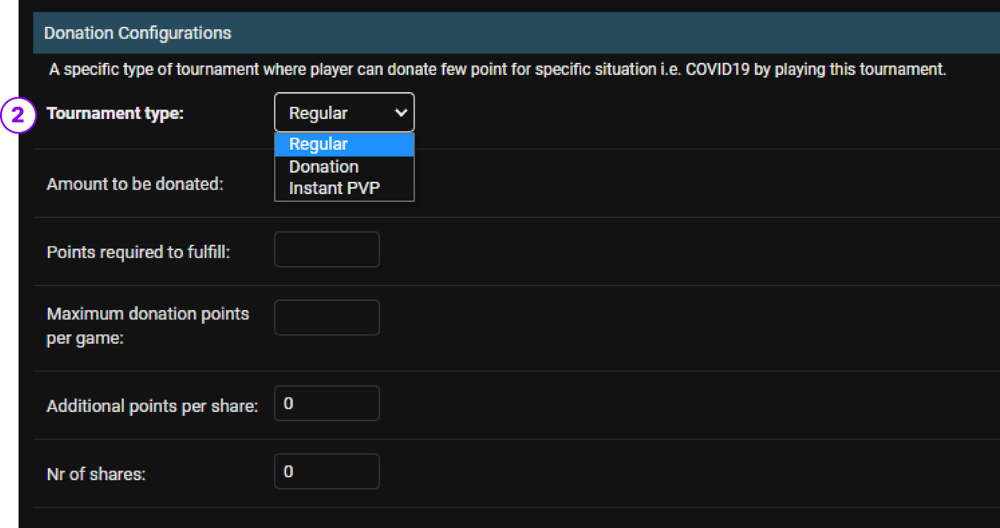 Donation Configurations
A specific type of tournament where player can donate few point for specific situation i.e. COVID19 by playing this tournament.
2
Tournament type:
Regular
Regular
Donation
Instant PVP
Amount to be donated:
Points required to fulfill:
Maximum donation points
per game:
Additional points per share:
0
Nr of shares:
0